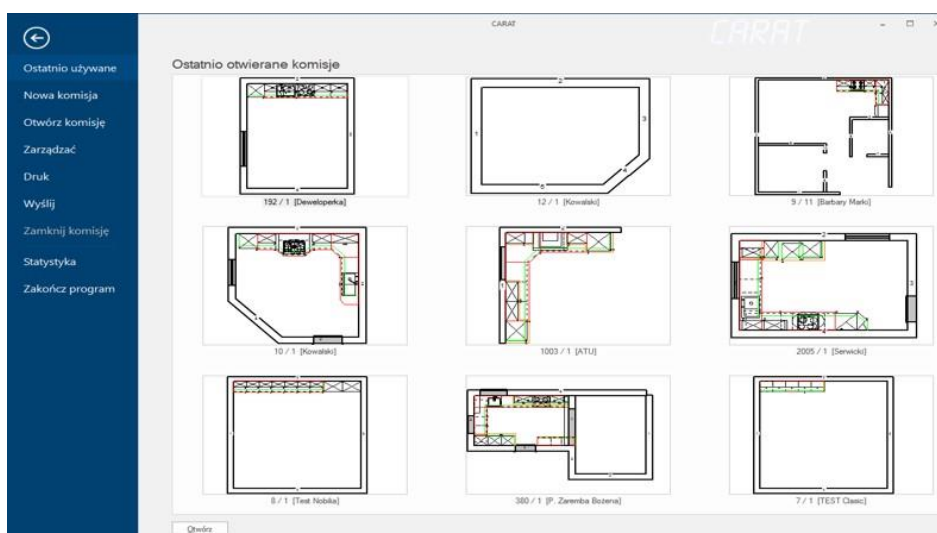 CARAT
CARAT
Ostatnio używane
Nowa komisja
Otwórz komisję
Zarządzać
Druk
Wyślij
Zamknij komisję
Statystyka
Zakończ program
Ostatnio otwierane komisje
192 / 1 [Deweloperka]
12 / 1 [Kowalski]
9 / 11 [Barbary Marki]
10 / 1 [Kowalski]
1003 / 1 [ATU]
2005 / 1 [Serwicki]
8 / 1 [Test Nobilia]
380 / 1 [P. Zaremba Bożena]
7 / 1 [TEST Clasic]
Otwórz